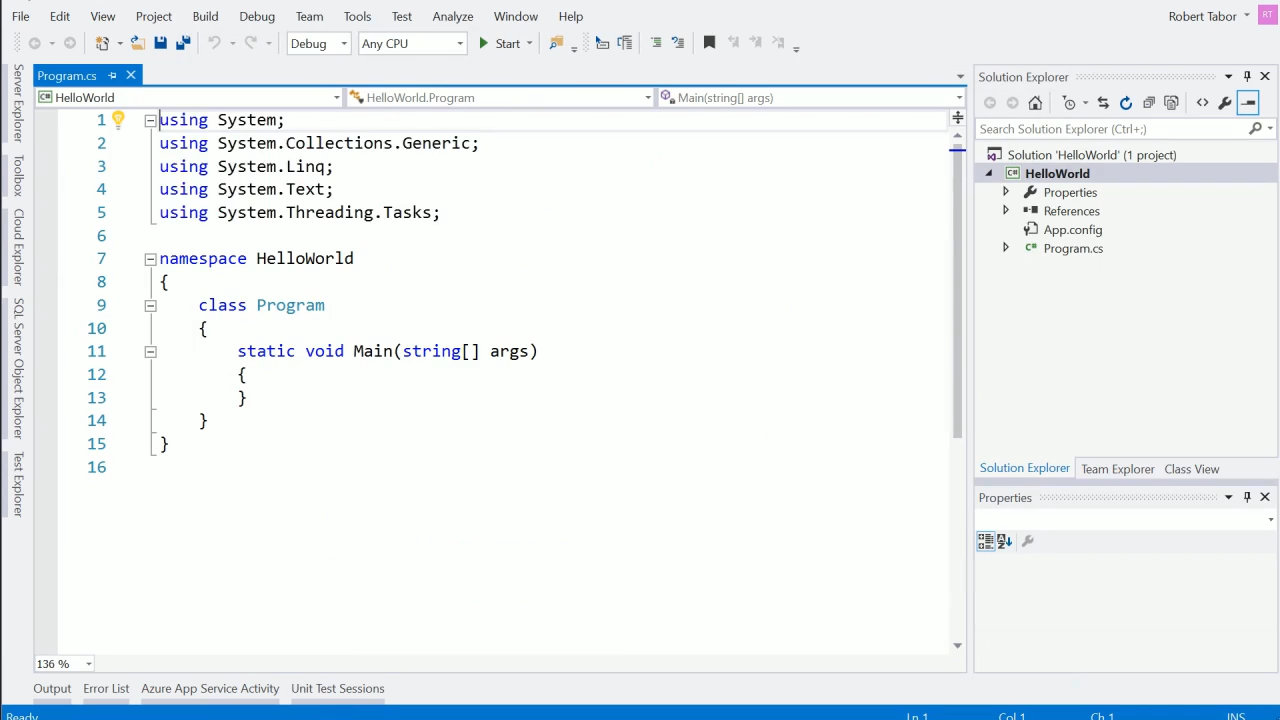 File Edit View Project Build Debug Team Tools Test Analyze Window Help Robert Tabor RT
Debug Any CPU Start
Program.cs
HelloWorld HelloWorld.Program Main(string[] args)
1 using System;
2 using System.Collections.Generic;
3 using System.Linq;
4 using System.Text;
5 using System.Threading.Tasks;
6
7 namespace HelloWorld
8 {
9 class Program
10 {
11 static void Main(string[] args)
12 {
13 }
14 }
15 }
16
136 %
Server Explorer
Toolbox
Cloud Explorer
SQL Server Object Explorer
Test Explorer
Solution Explorer
Search Solution Explorer (Ctrl+;)
Solution 'HelloWorld' (1 project)
C# HelloWorld
Properties
References
App.config
C# Program.cs
Solution Explorer Team Explorer Class View
Properties
Output Error List Azure App Service Activity Unit Test Sessions
Ready Ln 1 Col 1 Ch 1 INS